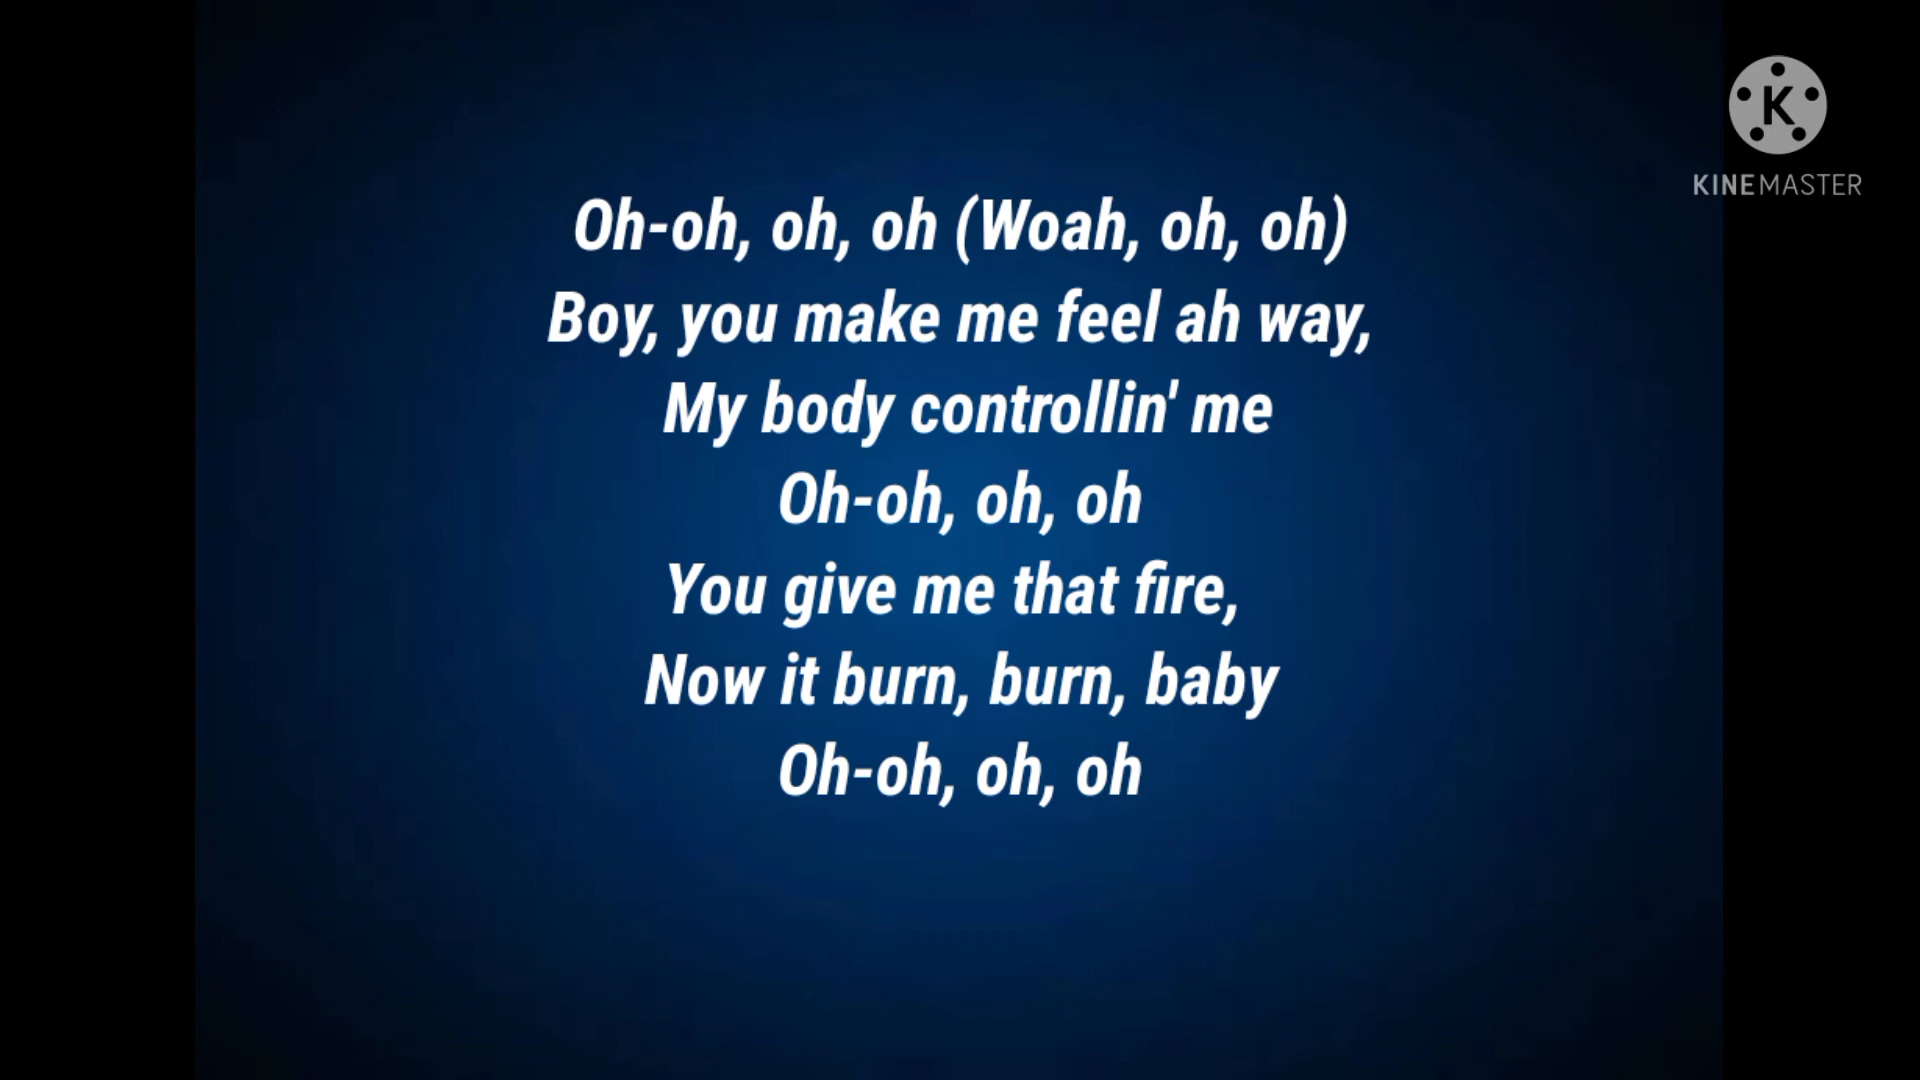 K
KINEMASTER
Oh-oh, oh, oh (Woah, oh, oh)
Boy, you make me feel ah way,
My body controllin' me
Oh-oh, oh, oh
You give me that fire,
Now it burn, burn, baby
Oh-oh, oh, oh